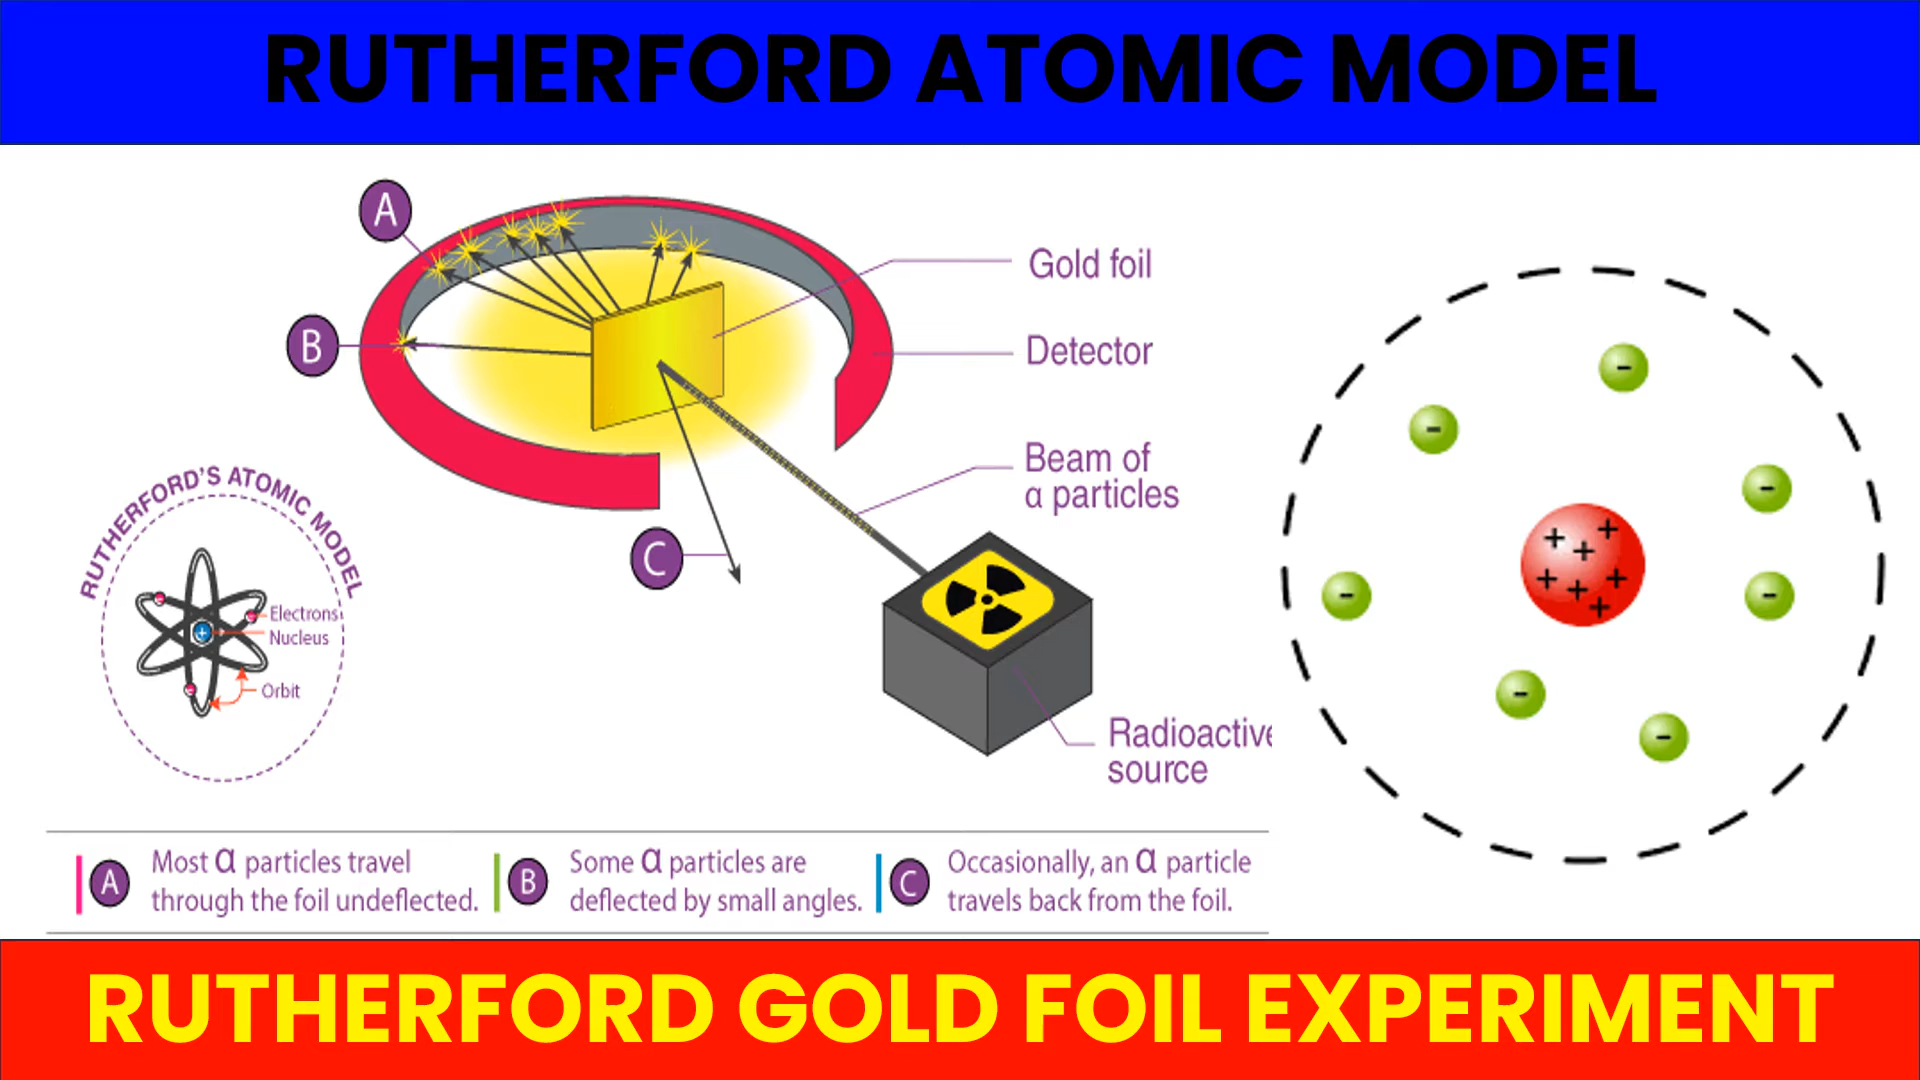 RUTHERFORD ATOMIC MODEL
A
B
C
Gold foil
Detector
Beam of
α particles
Radioactive
source
RUTHERFORD'S ATOMIC MODEL
Electrons
Nucleus
Orbit
+
- - - - - - -
+ + + + + + + +
A Most α particles travel
through the foil undeflected.
B Some α particles are
deflected by small angles.
C Occasionally, an α particle
travels back from the foil.
RUTHERFORD GOLD FOIL EXPERIMENT